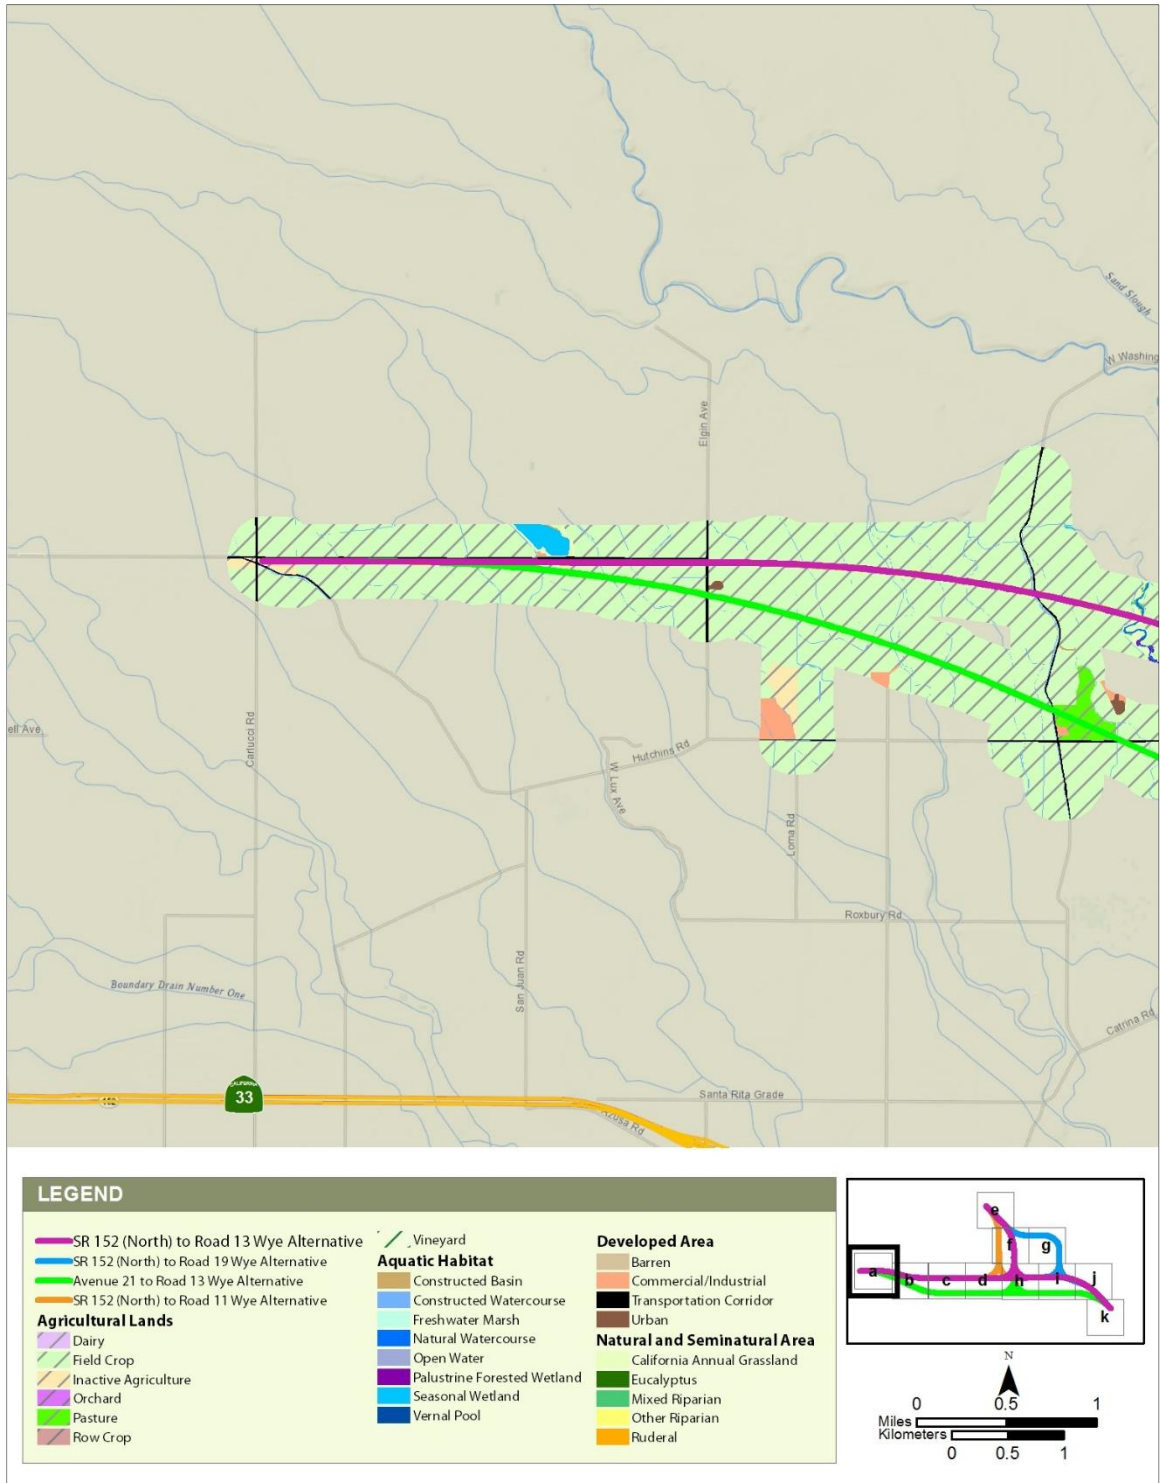 Sand Slough
W Washing
Elgin Ave
Carlucci Rd
ell Ave
Hutchins Rd
W Lux Ave
Loma Rd
Roxbury Rd
San Juan Rd
Boundary Drain Number One
Catrina Rd
CALIFORNIA
33
152
Santa Rita Grade
Azusa Rd
LEGEND
SR 152 (North) to Road 13 Wye Alternative
SR 152 (North) to Road 19 Wye Alternative
Avenue 21 to Road 13 Wye Alternative
SR 152 (North) to Road 11 Wye Alternative
Agricultural Lands
Dairy
Field Crop
Inactive Agriculture
Orchard
Pasture
Row Crop
Vineyard
Aquatic Habitat
Constructed Basin
Constructed Watercourse
Freshwater Marsh
Natural Watercourse
Open Water
Palustrine Forested Wetland
Seasonal Wetland
Vernal Pool
Developed Area
Barren
Commercial/Industrial
Transportation Corridor
Urban
Natural and Seminatural Area
California Annual Grassland
Eucalyptus
Mixed Riparian
Other Riparian
Ruderal
e
f
g
a
b
c
d
h
i
j
k
N
0 0.5 1
Miles
Kilometers
0 0.5 1